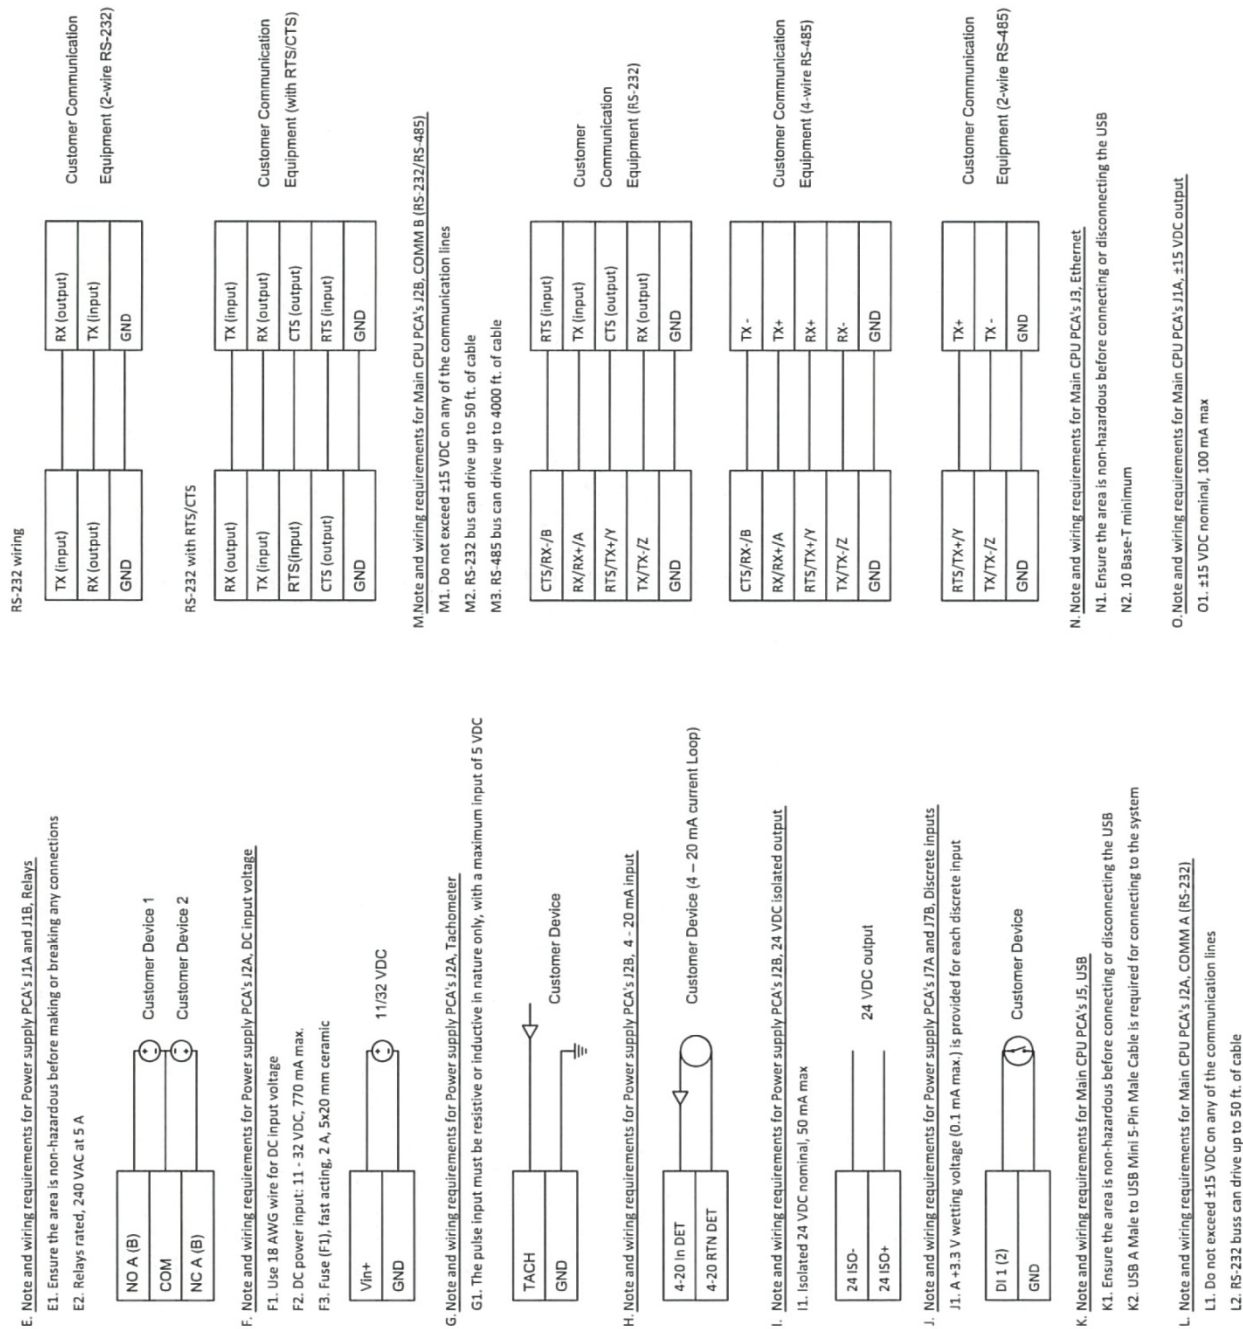 E. Note and wiring requirements for Power supply PCA's J1A and J1B, Relays
E1. Ensure the area is non-hazardous before making or breaking any connections
E2. Relays rated, 240 VAC at 5 A
NO A (B)
COM
NC A (B)
Customer Device 1
Customer Device 2
F. Note and wiring requirements for Power supply PCA's J2A, DC input voltage
F1. Use 18 AWG wire for DC input voltage
F2. DC power input: 11 - 32 VDC, 770 mA max.
F3. Fuse (F1), fast acting, 2 A, 5x20 mm ceramic
Vin+
GND
11/32 VDC
G. Note and wiring requirements for Power supply PCA's J2A, Tachometer
G1. The pulse input must be resistive or inductive in nature only, with a maximum input of 5 VDC
TACH
GND
Customer Device
H. Note and wiring requirements for Power supply PCA's J2B, 4 - 20 mA input
4-20 In DET
4-20 RTN DET
Customer Device (4 – 20 mA current Loop)
I. Note and wiring requirements for Power supply PCA's J2B, 24 VDC isolated output
I1. Isolated 24 VDC nominal, 50 mA max
24 ISO-
24 ISO+
24 VDC output
J. Note and wiring requirements for Power supply PCA's J7A and J7B, Discrete inputs
J1. A +3.3 V wetting voltage (0.1 mA max.) is provided for each discrete input
DI 1 (2)
GND
Customer Device
K. Note and wiring requirements for Main CPU PCA's J5, USB
K1. Ensure the area is non-hazardous before connecting or disconnecting the USB
K2. USB A Male to USB Mini 5-Pin Male Cable is required for connecting to the system
L. Note and wiring requirements for Main CPU PCA's J2A, COMM A (RS-232)
L1. Do not exceed ±15 VDC on any of the communication lines
L2. RS-232 buss can drive up to 50 ft. of cable
RS-232 wiring
TX (input)
RX (output)
GND
RX (output)
TX (input)
GND
Customer Communication
Equipment (2-wire RS-232)
RS-232 with RTS/CTS
RX (output)
TX (input)
RTS(input)
CTS (output)
GND
TX (input)
RX (output)
CTS (output)
RTS (input)
GND
Customer Communication
Equipment (with RTS/CTS)
M.Note and wiring requirements for Main CPU PCA's J2B, COMM B (RS-232/RS-485)
M1. Do not exceed ±15 VDC on any of the communication lines
M2. RS-232 bus can drive up to 50 ft. of cable
M3. RS-485 bus can drive up to 4000 ft. of cable
CTS/RX-/B
RX/RX+/A
RTS/TX+/Y
TX/TX-/Z
GND
RTS (input)
TX (input)
CTS (output)
RX (output)
GND
Customer
Communication
Equipment (RS-232)
CTS/RX-/B
RX/RX+/A
RTS/TX+/Y
TX/TX-/Z
GND
TX -
TX+
RX+
RX-
GND
Customer Communication
Equipment (4-wire RS-485)
RTS/TX+/Y
TX/TX-/Z
GND
TX+
TX -
GND
Customer Communication
Equipment (2-wire RS-485)
N. Note and wiring requirements for Main CPU PCA's J3, Ethernet
N1. Ensure the area is non-hazardous before connecting or disconnecting the USB
N2. 10 Base-T minimum
O. Note and wiring requirements for Main CPU PCA's J1A, ±15 VDC output
O1. ±15 VDC nominal, 100 mA max